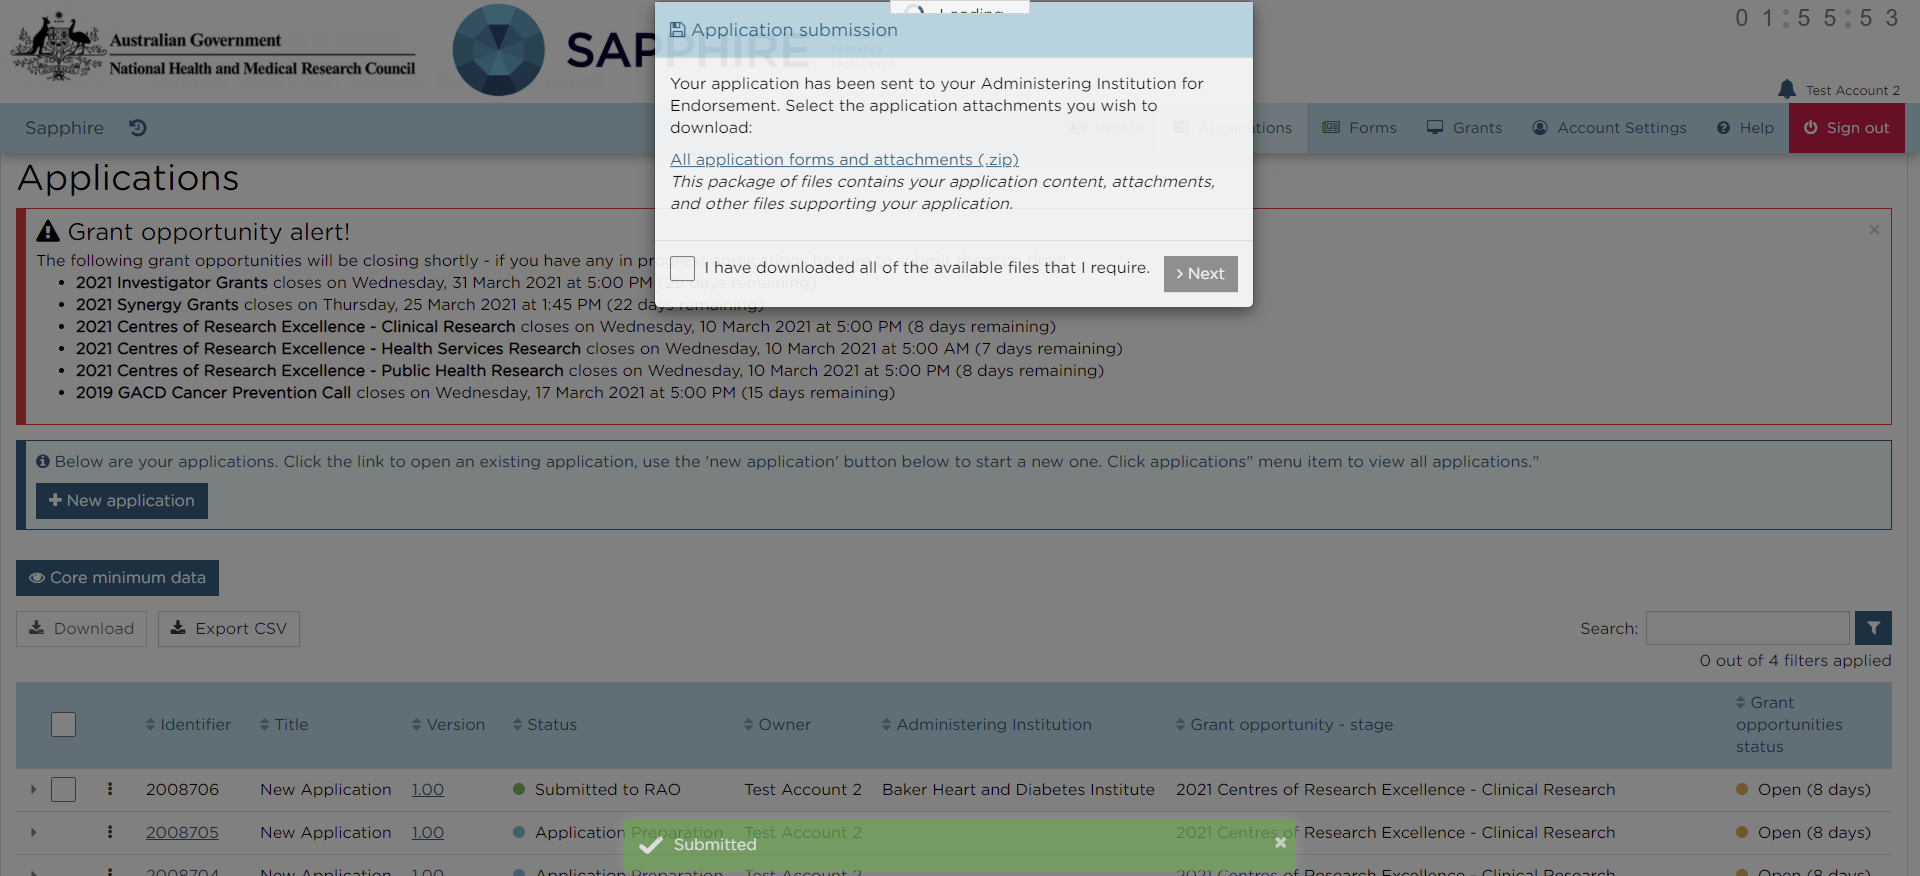 Australian Government
National Health and Medical Research Council
SAPPHIRE
RESEARCH
EXCELLENCE
Loading
01:55:53
Test Account 2
Sapphire
Profile
Applications
Forms
Grants
Account Settings
Help
Sign out
Application submission
Your application has been sent to your Administering Institution for
Endorsement. Select the application attachments you wish to
download:
All application forms and attachments (.zip)
This package of files contains your application content, attachments,
and other files supporting your application.
I have downloaded all of the available files that I require.
Next
Applications
Grant opportunity alert!
The following grant opportunities will be closing shortly - if you have any in
• 2021 Investigator Grants closes on Wednesday, 31 March 2021 at 5:00 PM (29 days remaining)
• 2021 Synergy Grants closes on Thursday, 25 March 2021 at 1:45 PM (22 days remaining)
• 2021 Centres of Research Excellence - Clinical Research closes on Wednesday, 10 March 2021 at 5:00 PM (8 days remaining)
• 2021 Centres of Research Excellence - Health Services Research closes on Wednesday, 10 March 2021 at 5:00 AM (7 days remaining)
• 2021 Centres of Research Excellence - Public Health Research closes on Wednesday, 10 March 2021 at 5:00 PM (8 days remaining)
• 2019 GACD Cancer Prevention Call closes on Wednesday, 17 March 2021 at 5:00 PM (15 days remaining)
Below are your applications. Click the link to open an existing application, use the 'new application' button below to start a new one. Click applications" menu item to view all applications."
New application
Core minimum data
Download Export CSV
Search:
0 out of 4 filters applied
Identifier Title Version Status Owner Administering Institution Grant opportunity - stage Grant
opportunities
status
2008706 New Application 1.00 Submitted to RAO Test Account 2 Baker Heart and Diabetes Institute 2021 Centres of Research Excellence - Clinical Research Open (8 days)
2008705 New Application 1.00 Application Preparation Test Account 2 2021 Centres of Research Excellence - Clinical Research Open (8 days)
Submitted
2008704 New Application 1.00 Application Preparation Test Account 2 2021 Centres of Research Excellence - Clinical Research Open (8 days)